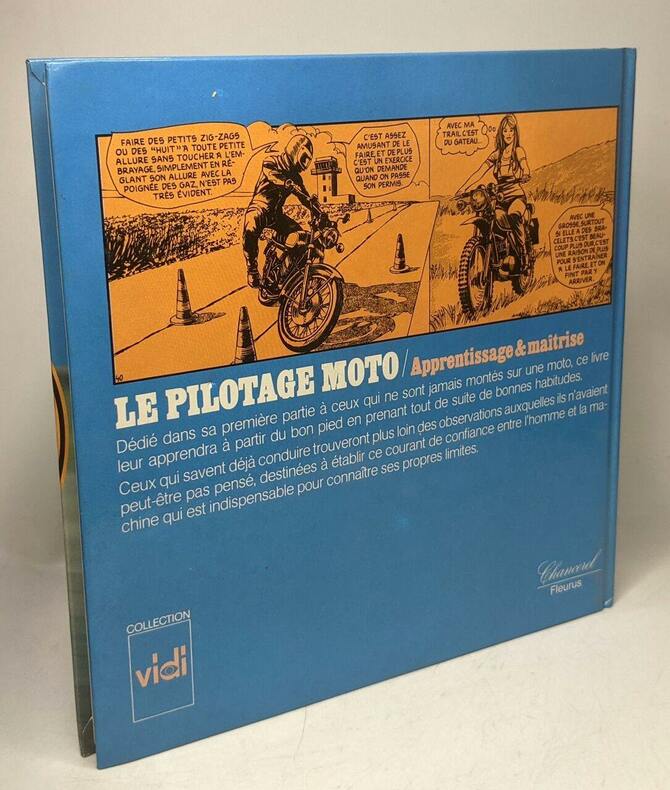 FAIRE DES PETITS ZIG-ZAGS
OU DES "HUIT" A TOUTE PETITE
ALLURE SANS TOUCHER A L'EM-
BRAYAGE, SIMPLEMENT EN RÉ-
GLANT SON ALLURE AVEC LA
POIGNÉE DES GAZ, N'EST PAS
TRÈS ÉVIDENT.
C'EST ASSEZ
AMUSANT DE LE
FAIRE, ET DE PLUS
C'EST UN EXERCICE
QU'ON DEMANDE
QUAND ON PASSE
SON PERMIS.
AVEC MA
TRAIL C'EST
DU GATEAU...
AVEC UNE
GROSSE, SURTOUT
SI ELLE A DES BRA-
CELETS, C'EST BEAU-
COUP PLUS DUR. C'EST
UNE RAISON DE PLUS
POUR S'ENTRAÎNER
A LE FAIRE, ET ON
FINIT PAR Y
ARRIVER.
40
LE PILOTAGE MOTO / Apprentissage & maîtrise
Dédié dans sa première partie à ceux qui ne sont jamais montés sur une moto, ce livre
leur apprendra à partir du bon pied en prenant tout de suite de bonnes habitudes.
Ceux qui savent déjà conduire trouveront plus loin des observations auxquelles ils n'avaient
peut-être pas pensé, destinées à établir ce courant de confiance entre l'homme et la ma-
chine qui est indispensable pour connaître ses propres limites.
Chancerel
Fleurus
COLLECTION
vidi